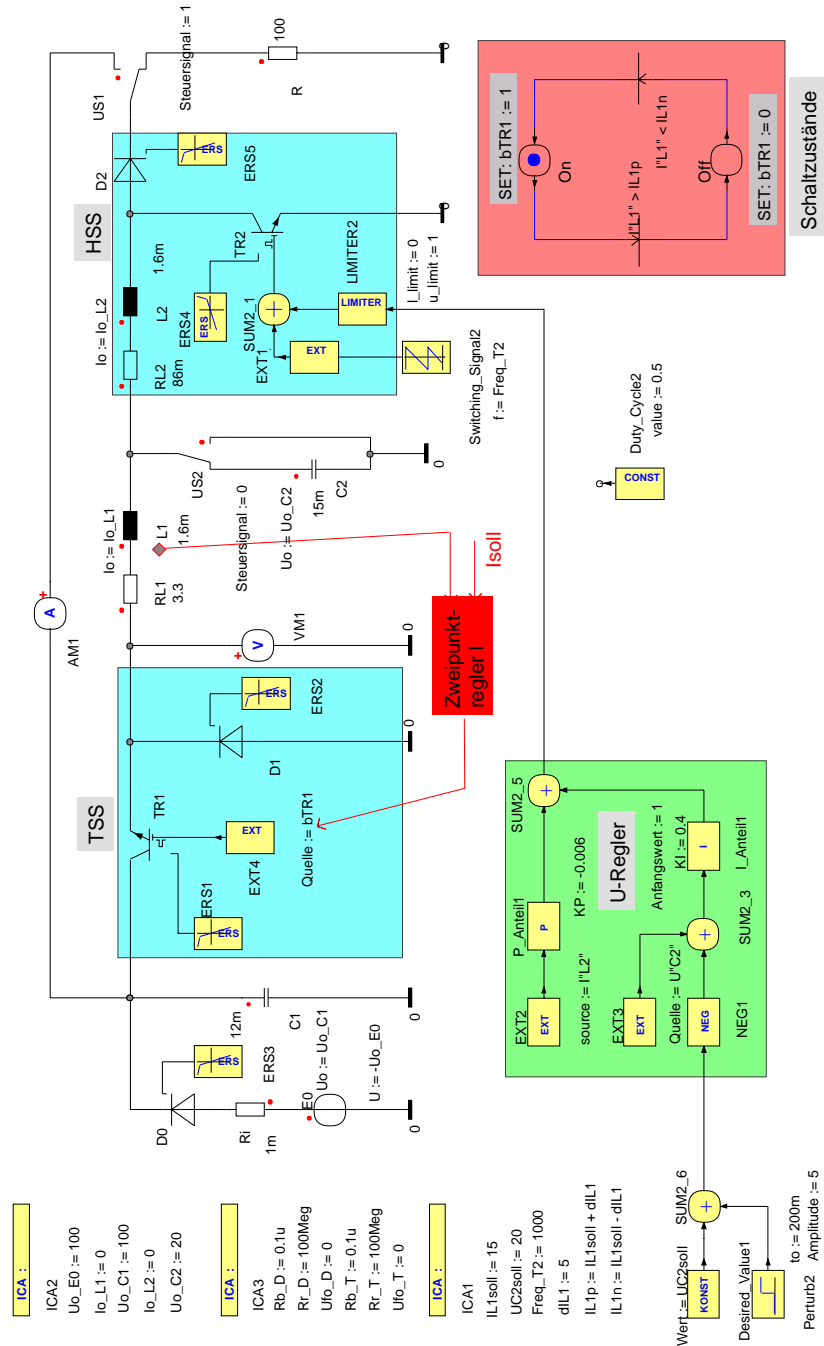 ICA :
ICA2
Uo_E0 := 100
Io_L1 := 0
Uo_C1 := 100
Io_L2 := 0
Uo_C2 := 20
ICA :
ICA3
Rb_D := 0.1u
Rr_D := 100Meg
Ufo_D := 0
Rb_T := 0.1u
Rr_T := 100Meg
Ufo_T := 0
ICA :
ICA1
IL1soll := 15
UC2soll := 20
Freq_T2 := 1000
dIL1 := 5
IL1p := IL1soll + dIL1
IL1n := IL1soll - dIL1
D0
ERS
ERS3
Ri
1m
E0
U := -Uo_E0
0
12m
C1
Uo := Uo_C1
0
AM1
A
+
TSS
TR1
ERS1
ERS
EXT
EXT4
Quelle := bTR1
D1
ERS
ERS2
0
V
+
VM1
0
RL1
3.3
Io := Io_L1
L1
1.6m
Zweipunkt-
regler I
Isoll
US2
Steuersignal := 0
15m
C2
Uo := Uo_C2
0
HSS
RL2
86m
Io := Io_L2
L2
1.6m
D2
ERS
ERS5
TR2
ERS
ERS4
SUM2_1
+
LIMITER
LIMITER2
l_limit := 0
u_limit := 1
EXT
EXT1
Switching_Signal2
f := Freq_T2
0
US1
Steuersignal := 1
100
R
0
Wert := UC2soll
KONST
Desired_Value1
SUM2_6
+
to := 200m
Amplitude := 5
Perturb2
U-Regler
EXT2
EXT
source := I"L2"
P_Anteil1
P
KP := -0.006
SUM2_5
+
EXT3
EXT
Quelle := U"C2"
NEG
NEG1
+
SUM2_3
Anfangswert := 1
KI := 0.4
I
I_Anteil1
CONST
Duty_Cycle2
value := 0.5
SET: bTR1 := 1
On
I"L1" > IL1p
I"L1" < IL1n
Off
SET: bTR1 := 0
Schaltzustände